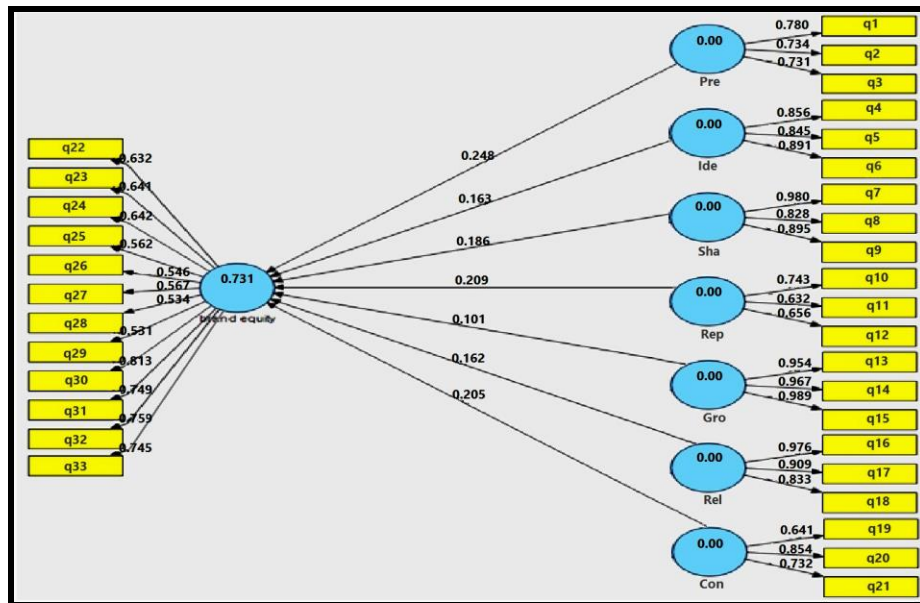 q22
q23
q24
q25
q26
q27
q28
q29
q30
q31
q32
q33
0.632
0.641
0.642
0.562
0.546
0.567
0.534
0.531
0.813
0.749
0.759
0.745
0.731
brand equity
0.248
0.163
0.186
0.209
0.101
0.162
0.205
0.00
Pre
0.780
0.734
0.731
q1
q2
q3
0.00
Ide
0.856
0.845
0.891
q4
q5
q6
0.00
Sha
0.980
0.828
0.895
q7
q8
q9
0.00
Rep
0.743
0.632
0.656
q10
q11
q12
0.00
Gro
0.954
0.967
0.989
q13
q14
q15
0.00
Rel
0.976
0.909
0.833
q16
q17
q18
0.00
Con
0.641
0.854
0.732
q19
q20
q21